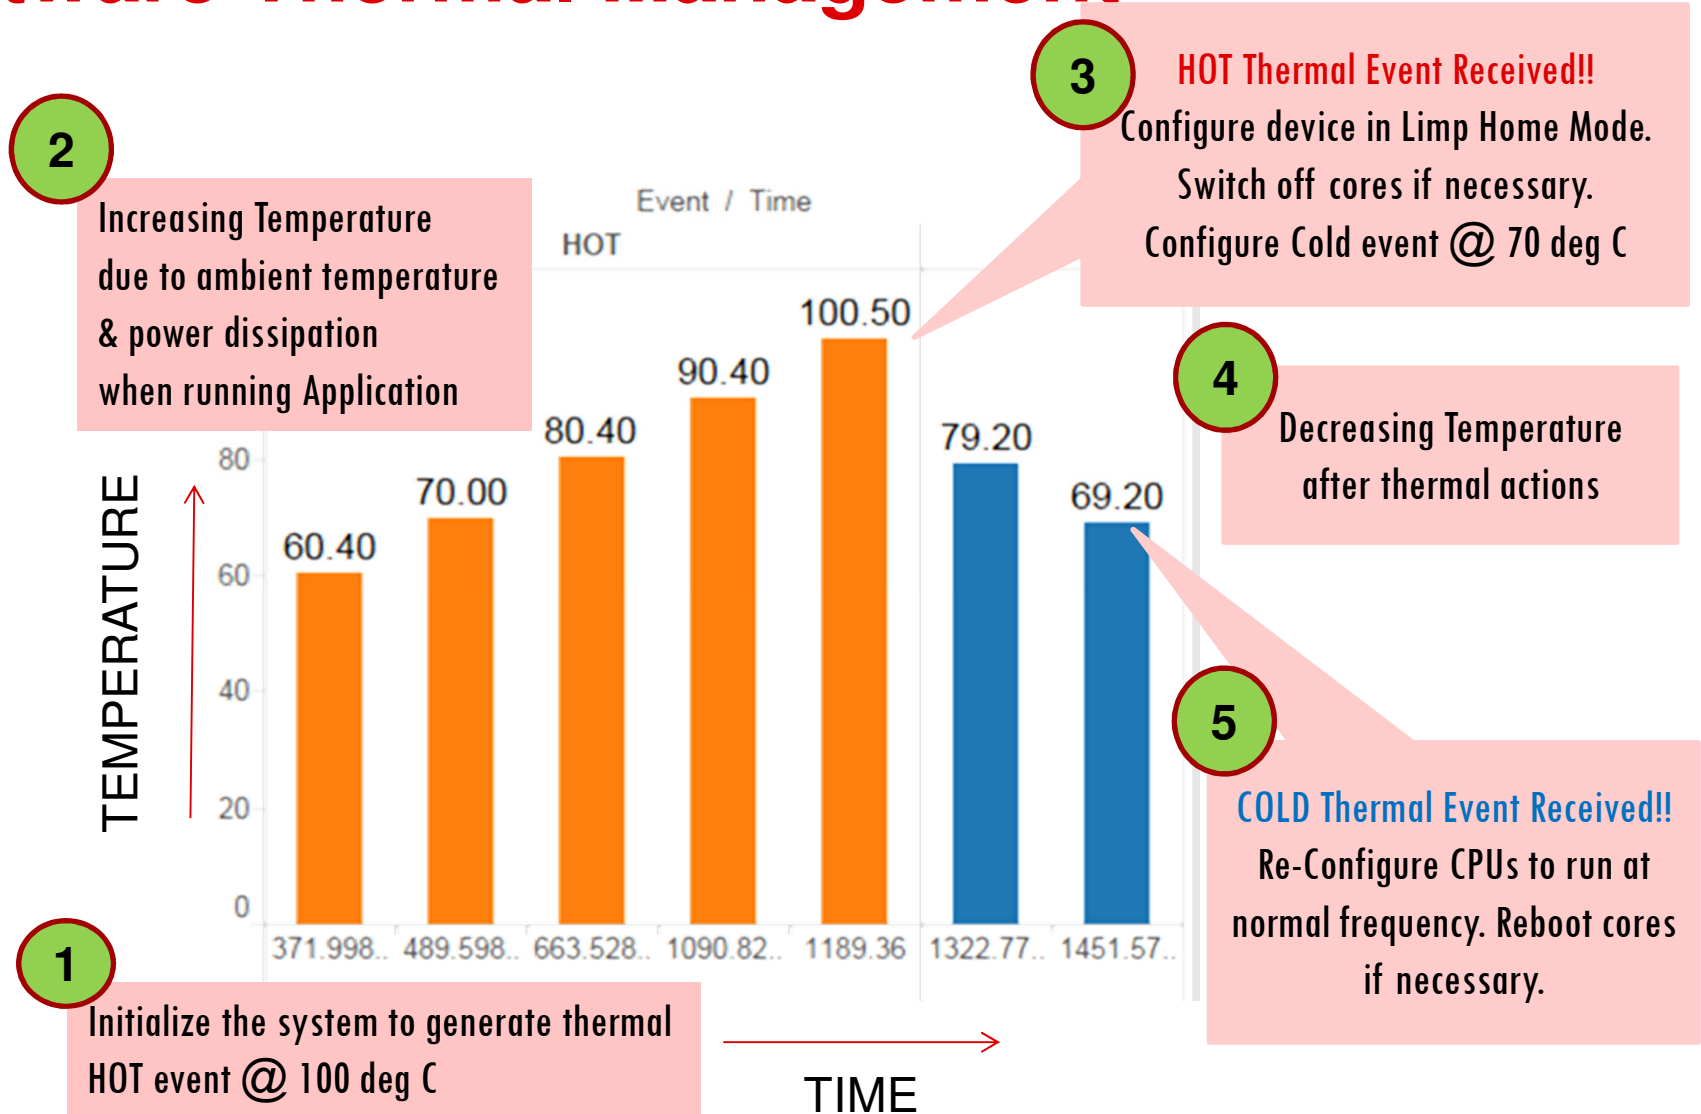 Thermal Management
3
HOT Thermal Event Received!!
Configure device in Limp Home Mode.
Switch off cores if necessary.
Configure Cold event @ 70 deg C
2
Increasing Temperature
due to ambient temperature
& power dissipation
when running Application
Event / Time
HOT
100.50
90.40
80.40
79.20
70.00
69.20
60.40
4
Decreasing Temperature
after thermal actions
TEMPERATURE
80
60
40
20
0
371.998..
489.598..
663.528..
1090.82..
1189.36
1322.77..
1451.57..
5
COLD Thermal Event Received!!
Re-Configure CPUs to run at
normal frequency. Reboot cores
if necessary.
1
Initialize the system to generate thermal
HOT event @ 100 deg C
TIME